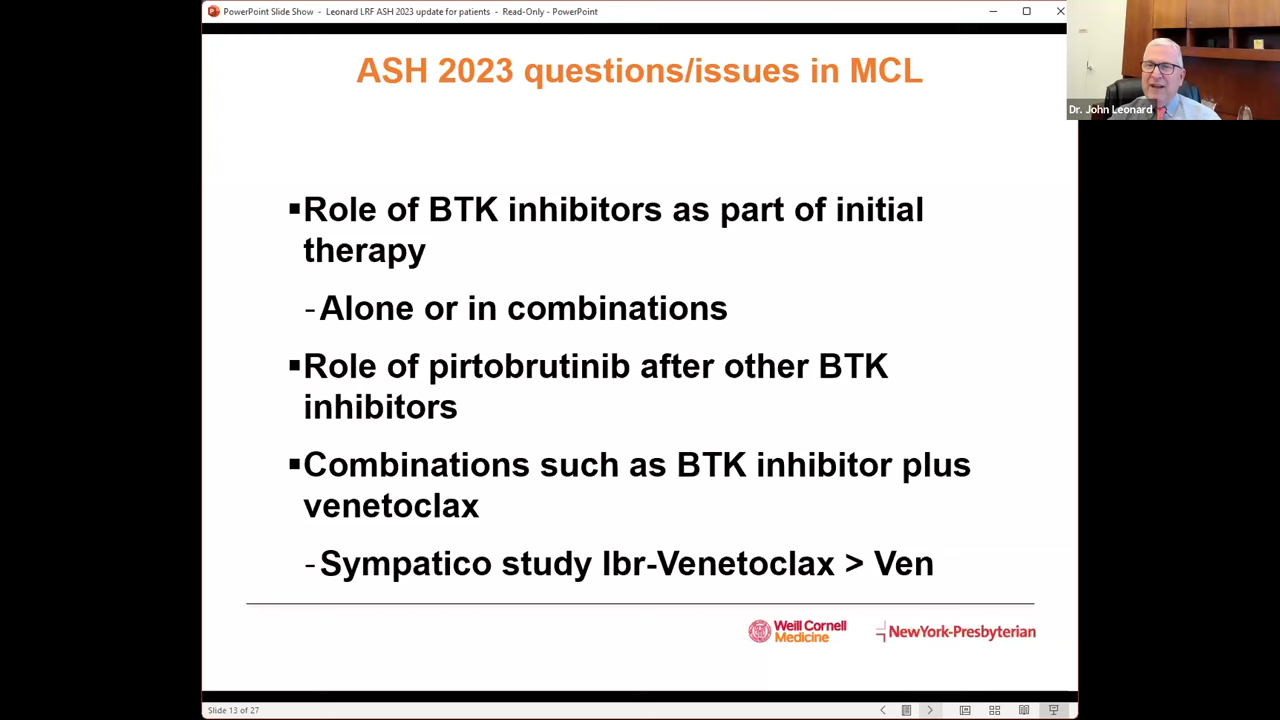 PowerPoint Slide Show - Leonard LRF ASH 2023 update for patients - Read-Only - PowerPoint
Dr. John Leonard
ASH 2023 questions/issues in MCL
▪Role of BTK inhibitors as part of initial
therapy
-Alone or in combinations
▪Role of pirtobrutinib after other BTK
inhibitors
▪Combinations such as BTK inhibitor plus
venetoclax
-Sympatico study Ibr-Venetoclax > Ven
Weill Cornell
Medicine
NewYork-Presbyterian
Slide 13 of 27